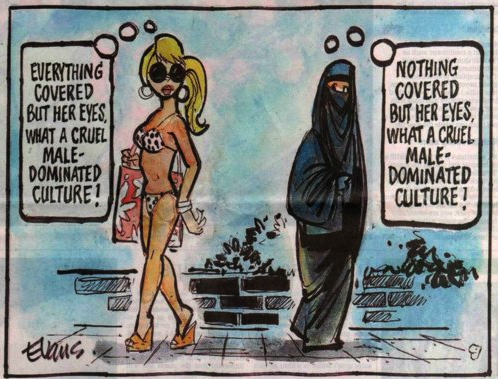 EVERYTHING
COVERED
BUT HER EYES,
WHAT A CRUEL
MALE-
DOMINATED
CULTURE!
NOTHING
COVERED
BUT HER EYES,
WHAT A CRUEL
MALE-
DOMINATED
CULTURE!
Evans